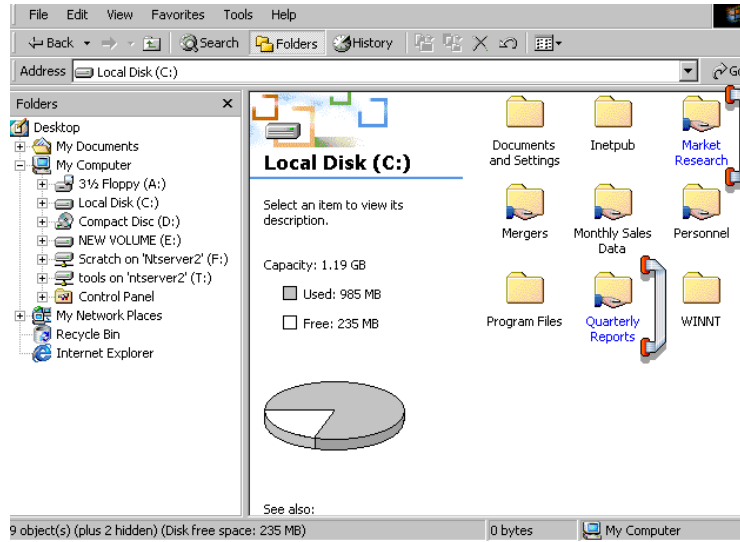 File Edit View Favorites Tools Help
Back Search Folders History
Address Local Disk (C:)
Folders x
Desktop
My Documents
My Computer
3½ Floppy (A:)
Local Disk (C:)
Compact Disc (D:)
NEW VOLUME (E:)
Scratch on 'Ntserver2' (F:)
tools on 'ntserver2' (T:)
Control Panel
My Network Places
Recycle Bin
Internet Explorer
Local Disk (C:)
Select an item to view its
description.
Capacity: 1.19 GB
Used: 985 MB
Free: 235 MB
See also:
Documents
and Settings
Inetpub
Market
Research
Mergers
Monthly Sales
Data
Personnel
Program Files
Quarterly
Reports
WINNT
9 object(s) (plus 2 hidden) (Disk free space: 235 MB) 0 bytes My Computer